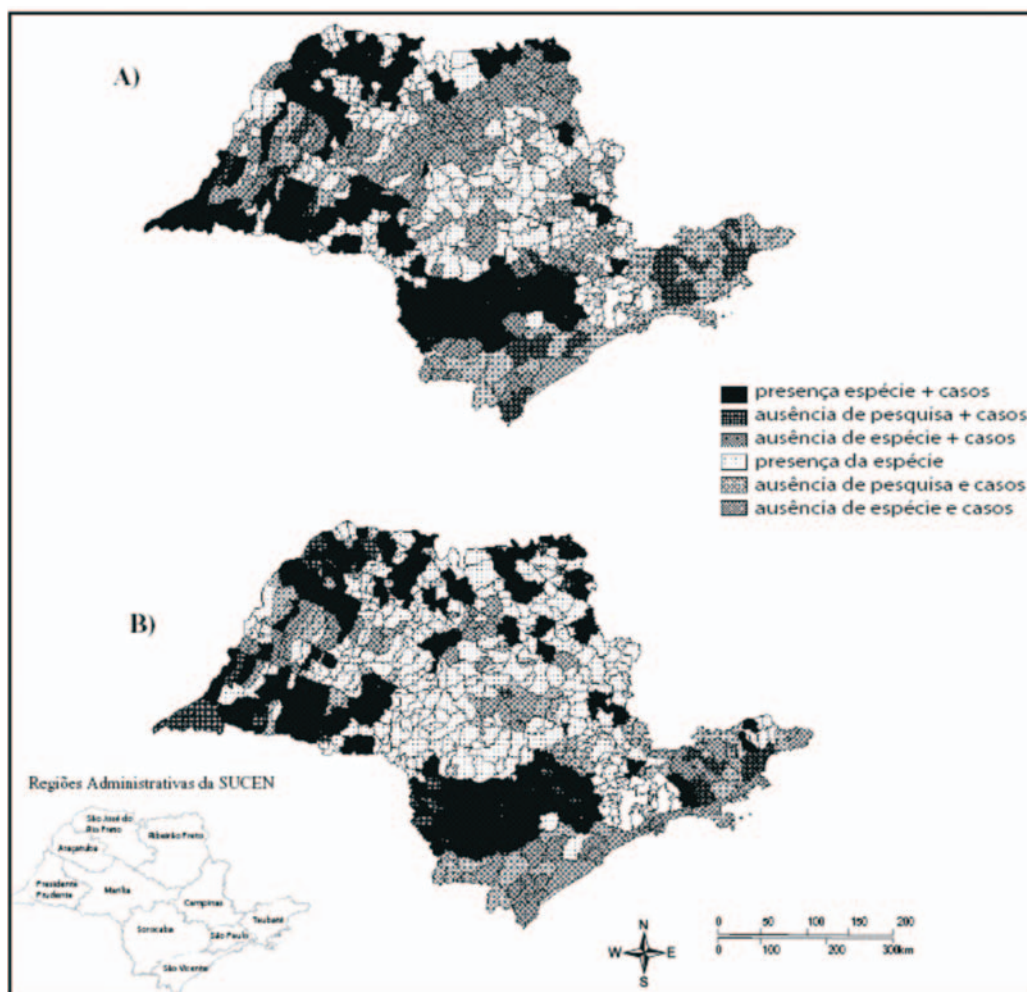 A)
presença espécie + casos
ausência de pesquisa + casos
ausência de espécie + casos
presença da espécie
ausência de pesquisa e casos
ausência de espécie e casos
B)
Regiões Administrativas da SUCEN
São José do
Rio Preto
Ribeirão Preto
Araçatuba
Presidente
Prudente
Marília
Campinas
Taubaté
Sorocaba
São Paulo
São Vicente
N
W E
S
0 50 100 150 200
0 300km